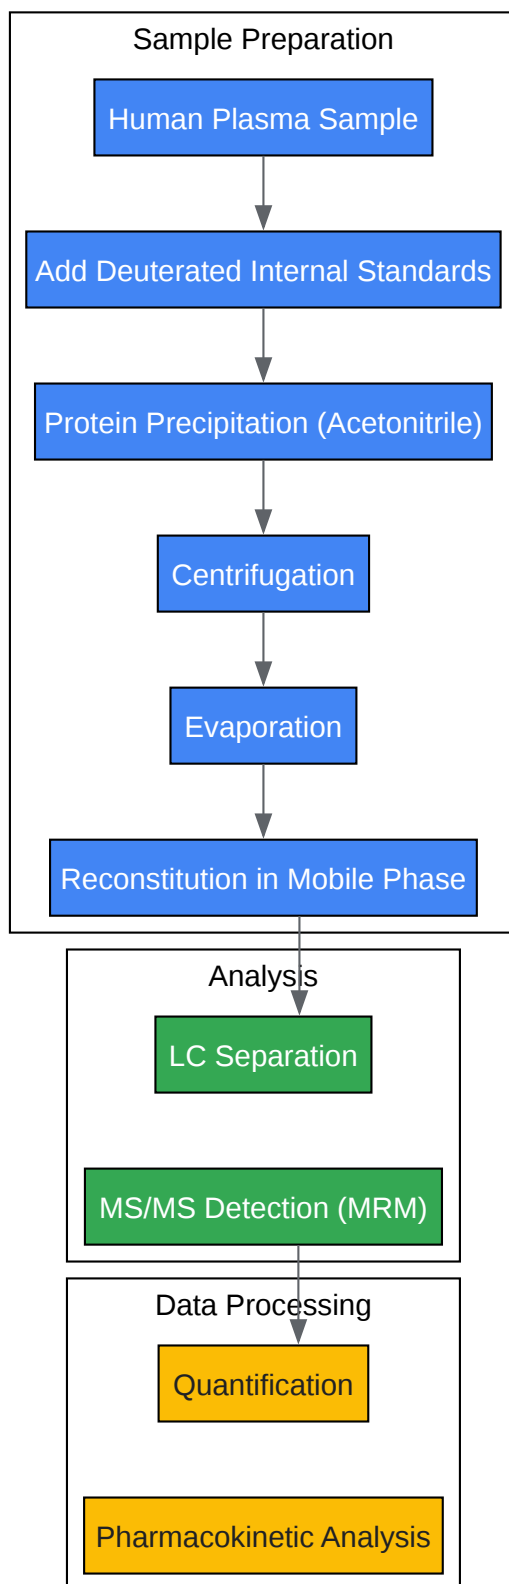 Sample Preparation
Human Plasma Sample
Add Deuterated Internal Standards
Protein Precipitation (Acetonitrile)
Centrifugation
Evaporation
Reconstitution in Mobile Phase
Analysis
LC Separation
MS/MS Detection (MRM)
Data Processing
Quantification
Pharmacokinetic Analysis